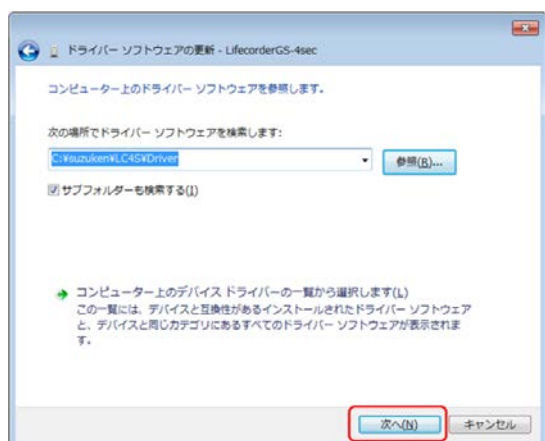 ドライバー ソフトウェアの更新 - LifecorderGS-4sec
コンピューター上のドライバー ソフトウェアを参照します。
次の場所でドライバー ソフトウェアを検索します:
C:¥suzuken¥LC4S¥Driver
参照(R)...
サブフォルダーも検索する(I)
コンピューター上のデバイス ドライバーの一覧から選択します(L)
この一覧には、デバイスと互換性があるインストールされたドライバー ソフトウェア
と、デバイスと同じカテゴリにあるすべてのドライバー ソフトウェアが表示されま
す。
次へ(N)
キャンセル